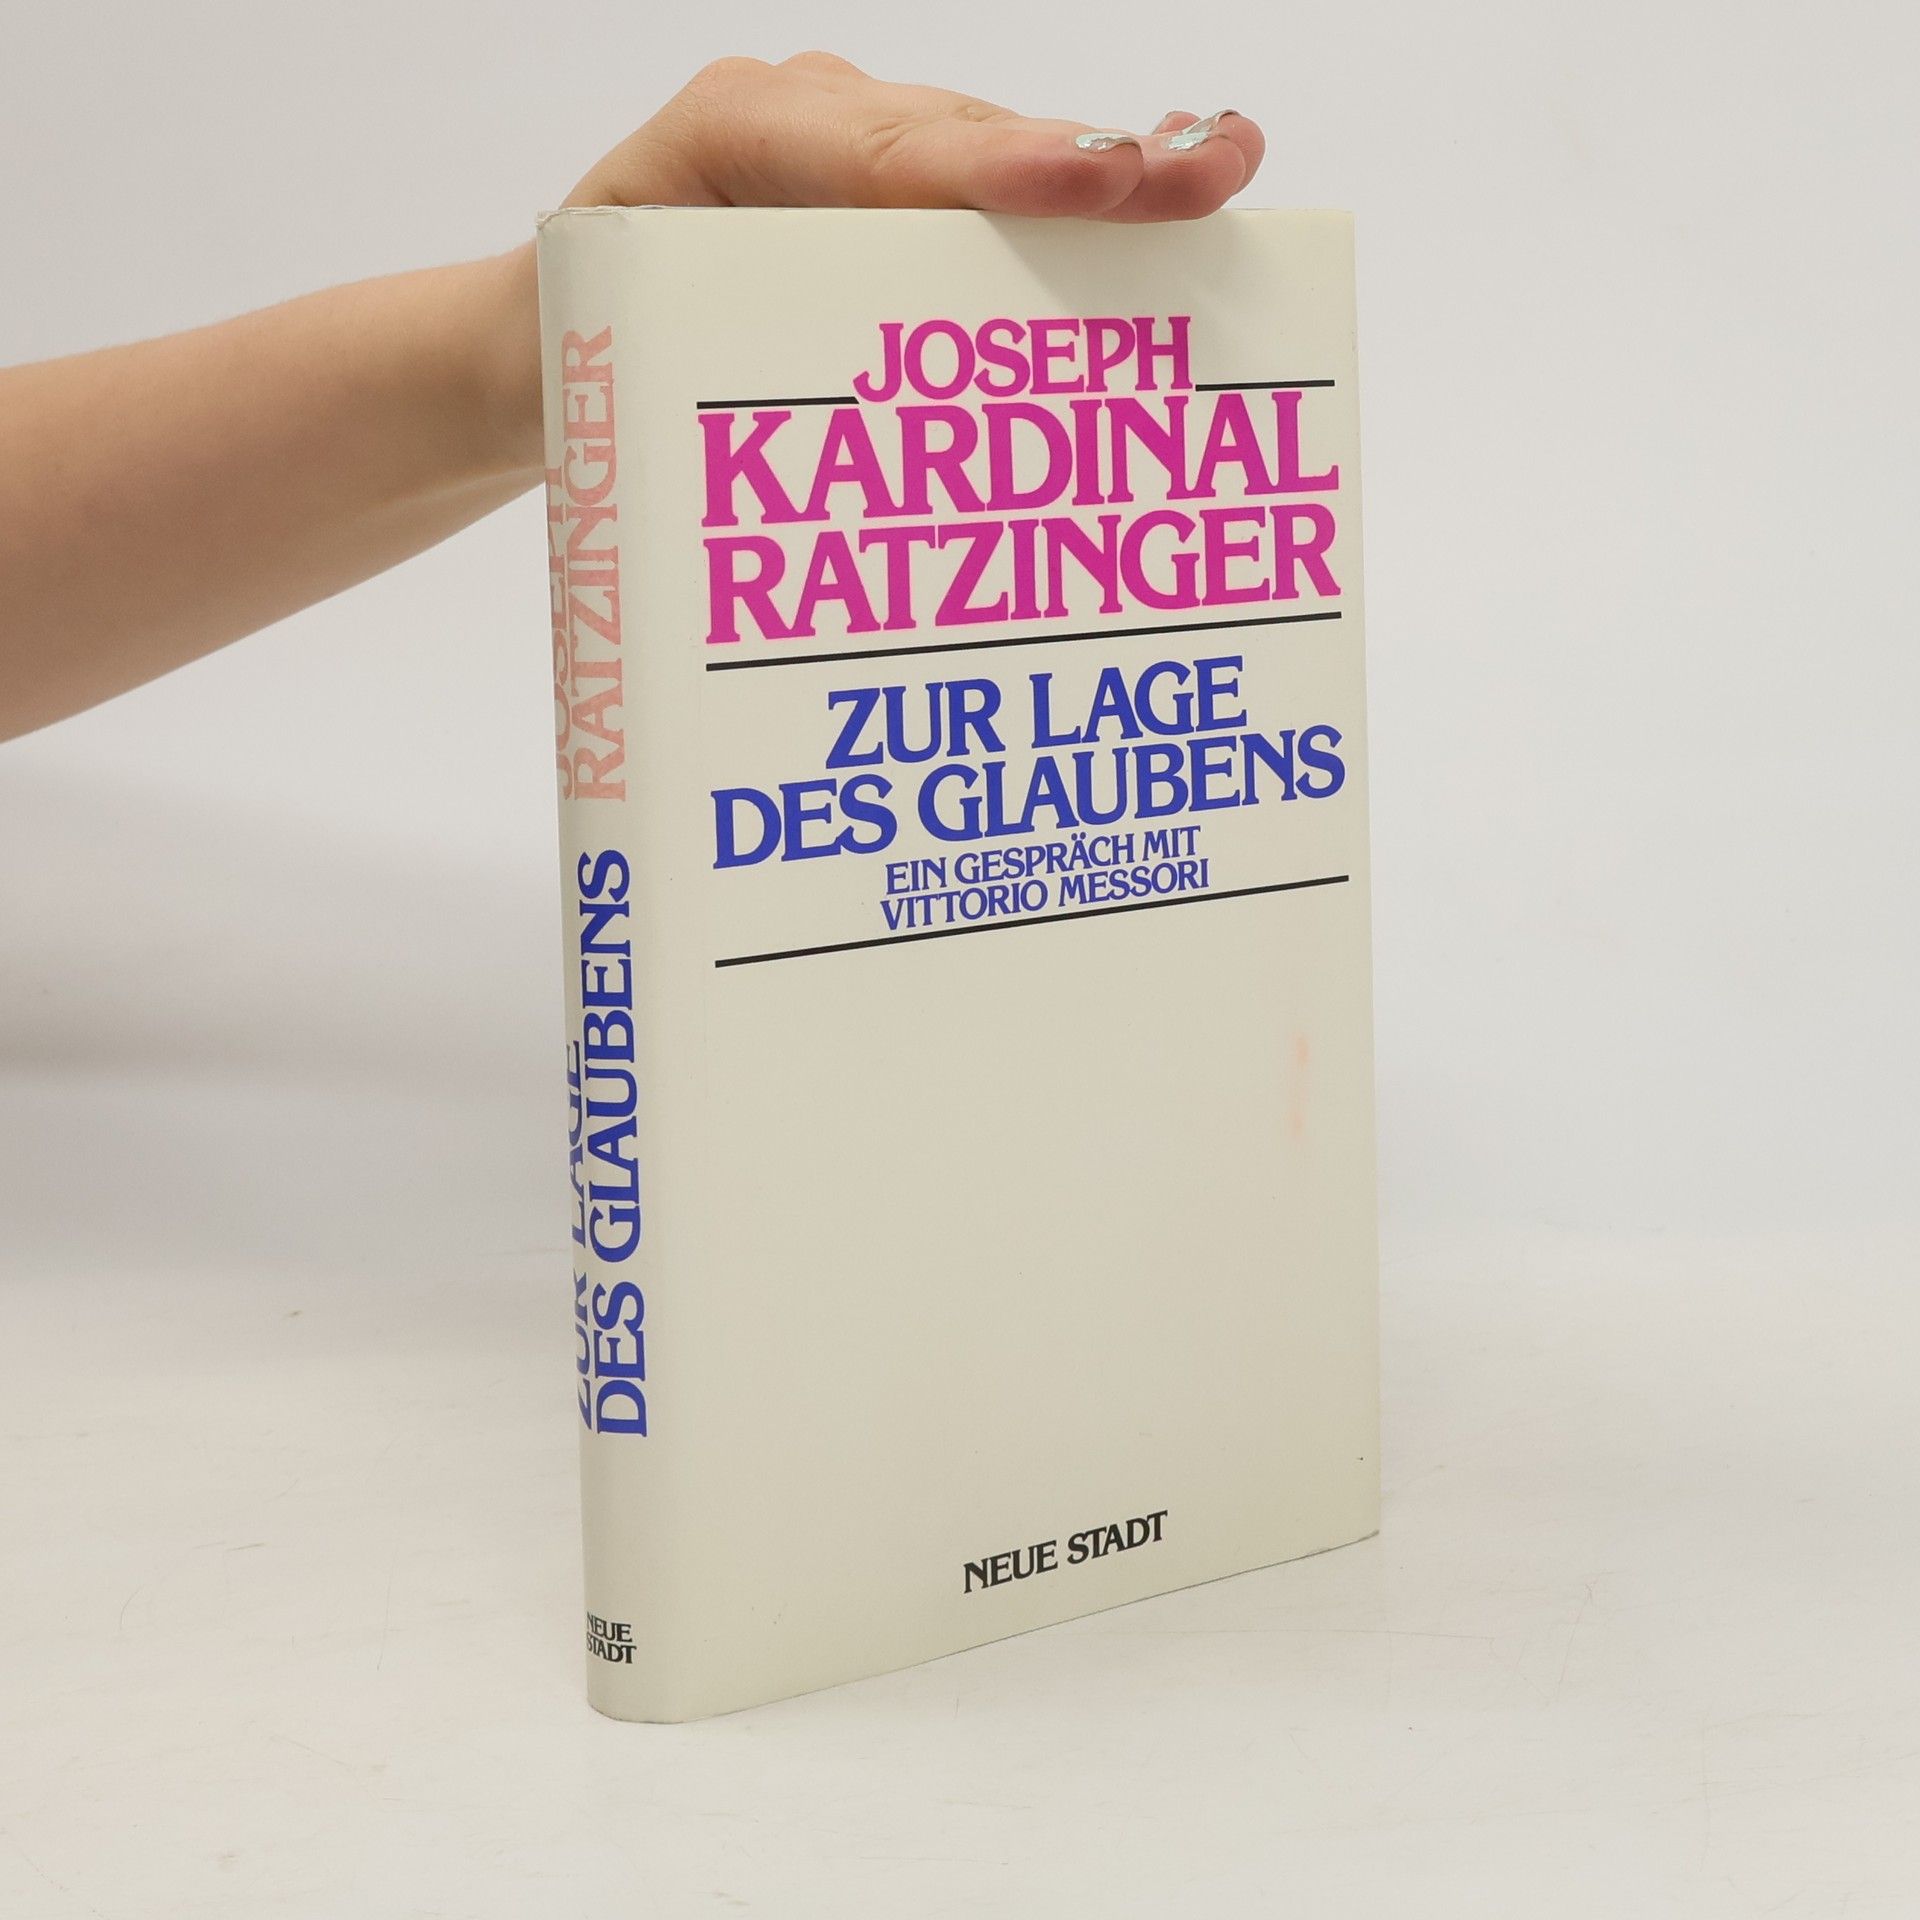 JOSEPH
KARDINAL
RATZINGER
ZUR LAGE
DES GLAUBENS
EIN GESPRÄCH MIT
VITTORIO MESSORI
NEUE STADT
JOSEPH
RATZINGER
ZUR LAGE
DES GLAUBENS
NEUE
STADT